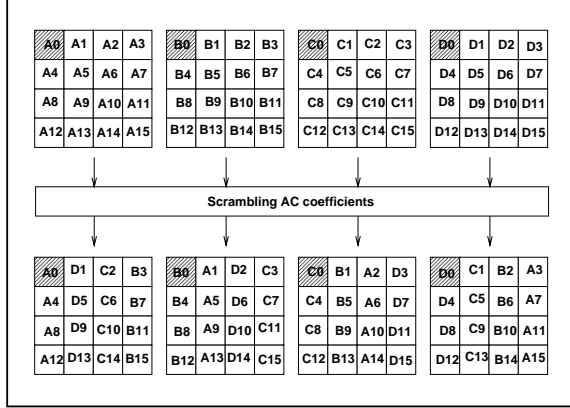 A0 A1 A2 A3 B0 B1 B2 B3 C0 C1 C2 C3 D0 D1 D2 D3
A4 A5 A6 A7 B4 B5 B6 B7 C4 C5 C6 C7 D4 D5 D6 D7
A8 A9 A10 A11 B8 B9 B10 B11 C8 C9 C10 C11 D8 D9 D10 D11
A12 A13 A14 A15 B12 B13 B14 B15 C12 C13 C14 C15 D12 D13 D14 D15
Scrambling AC coefficients
A0 D1 C2 B3 B0 A1 D2 C3 C0 B1 A2 D3 D0 C1 B2 A3
A4 D5 C6 B7 B4 A5 D6 C7 C4 B5 A6 D7 D4 C5 B6 A7
A8 D9 C10 B11 B8 A9 D10 C11 C8 B9 A10 D11 D8 C9 B10 A11
A12 D13 C14 B15 B12 A13 D14 C15 C12 B13 A14 D15 D12 C13 B14 A15